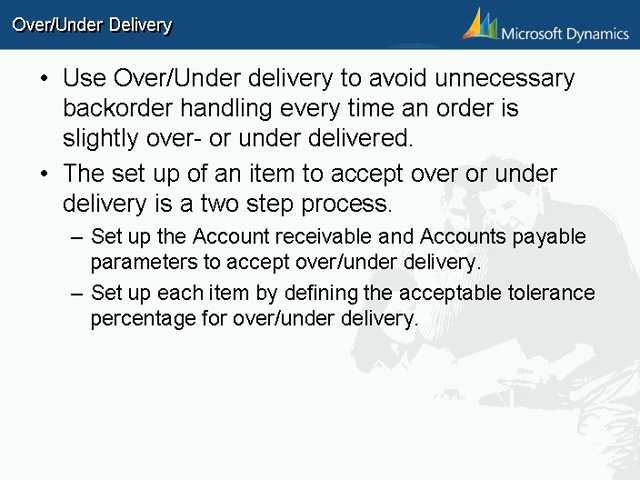 Over/Under Delivery
Microsoft Dynamics
• Use Over/Under delivery to avoid unnecessary
backorder handling every time an order is
slightly over- or under delivered.
• The set up of an item to accept over or under
delivery is a two step process.
– Set up the Account receivable and Accounts payable
parameters to accept over/under delivery.
– Set up each item by defining the acceptable tolerance
percentage for over/under delivery.